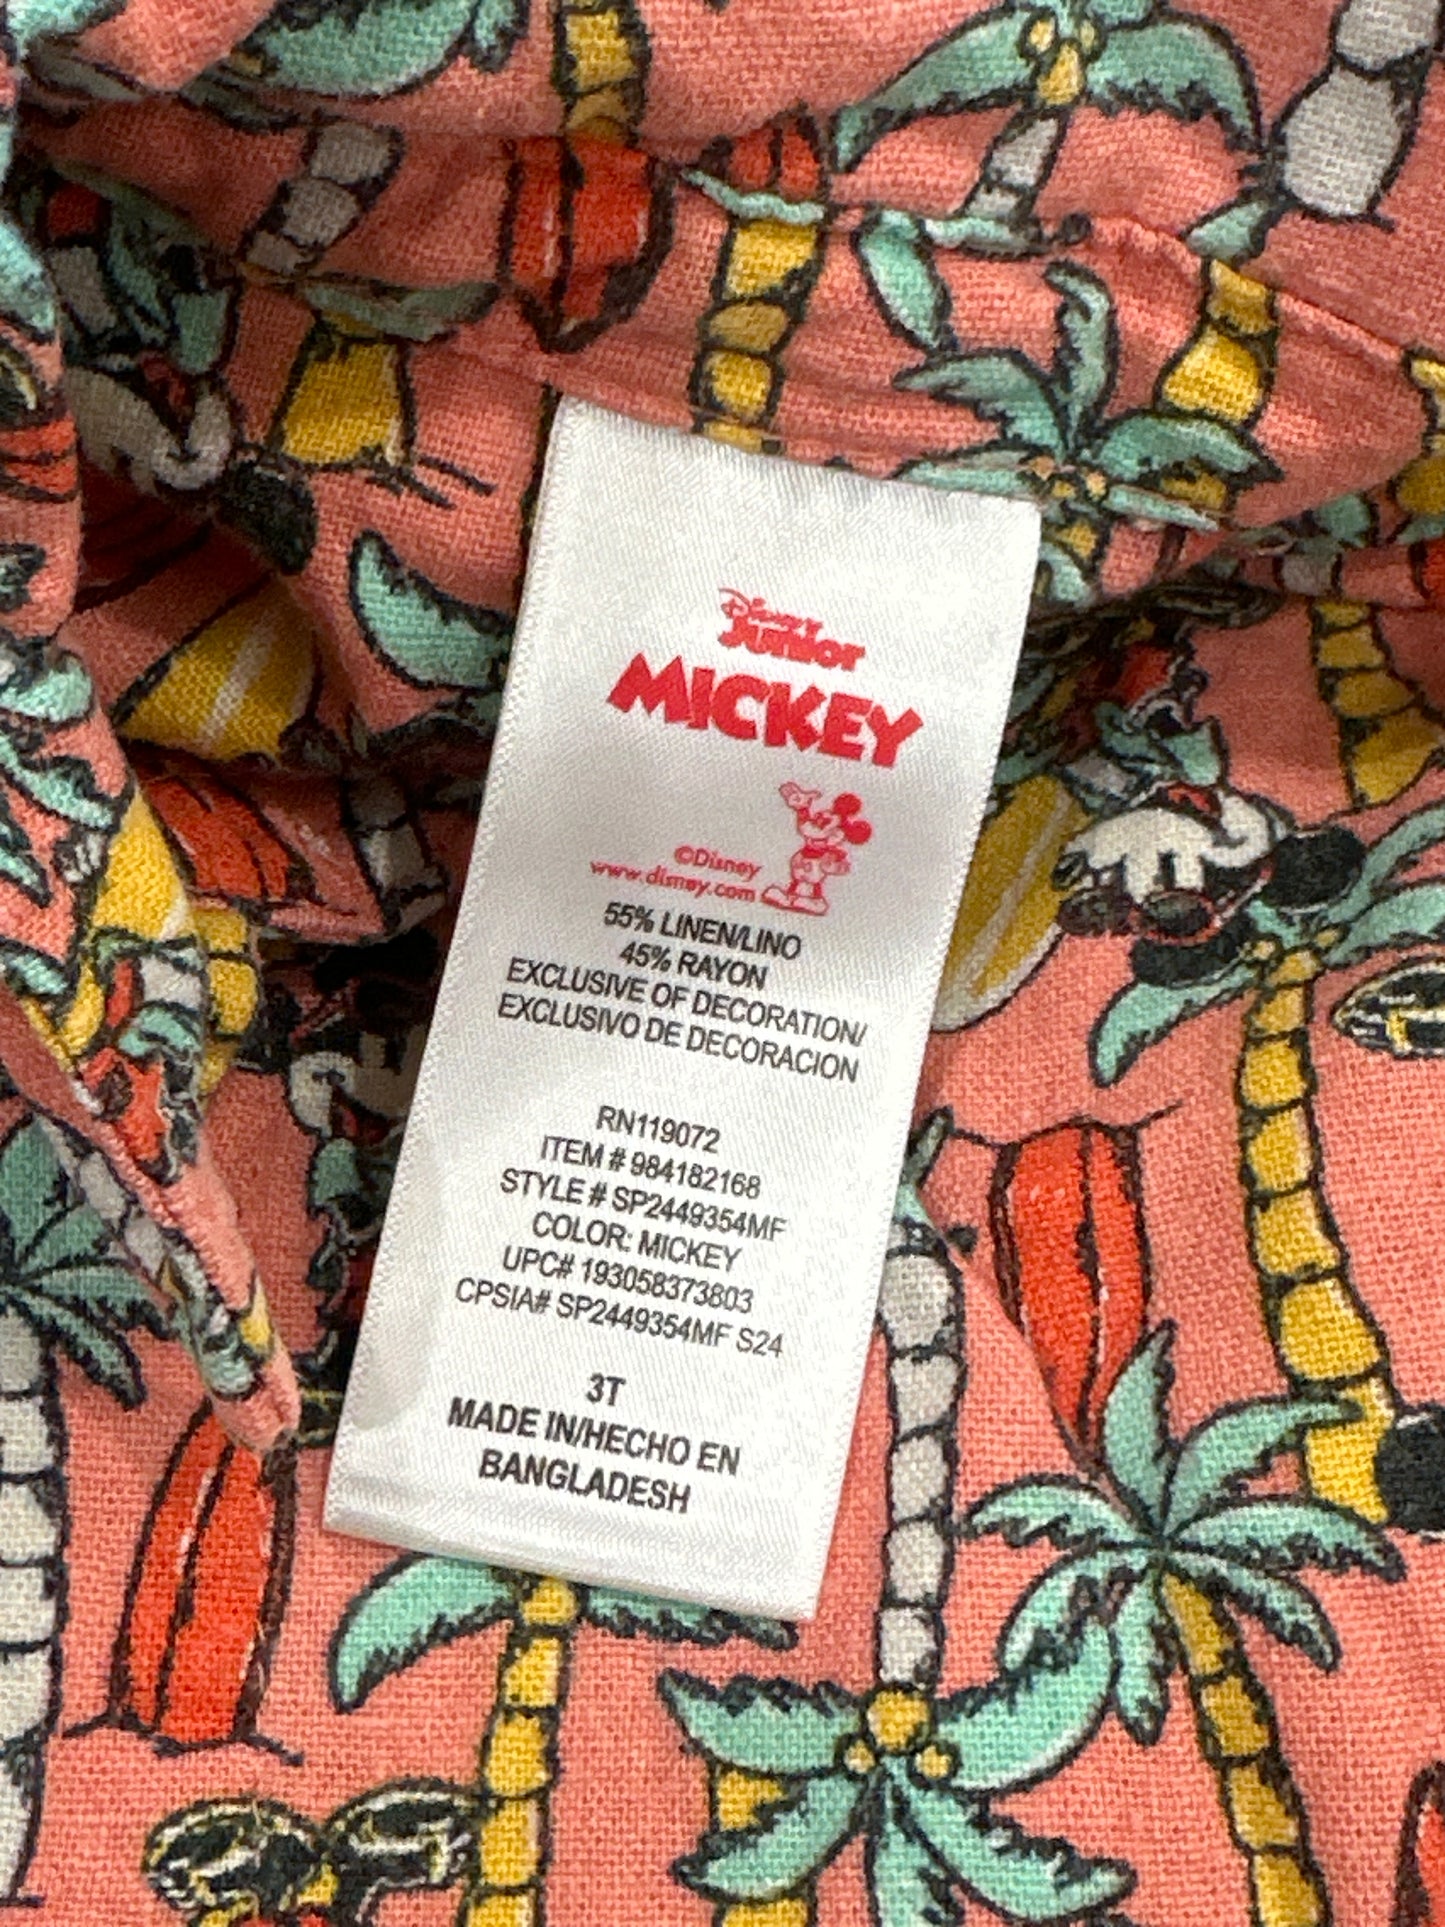 Disney
JUNIOR
MICKEY
©Disney
www.disney.com
55% LINEN/LINO
45% RAYON
EXCLUSIVE OF DECORATION/
EXCLUSIVO DE DECORACION
RN119072
ITEM # 984182168
STYLE # SP2449354MF
COLOR: MICKEY
UPC# 193058373803
CPSIA# SP2449354MF S24
3T
MADE IN/HECHO EN
BANGLADESH